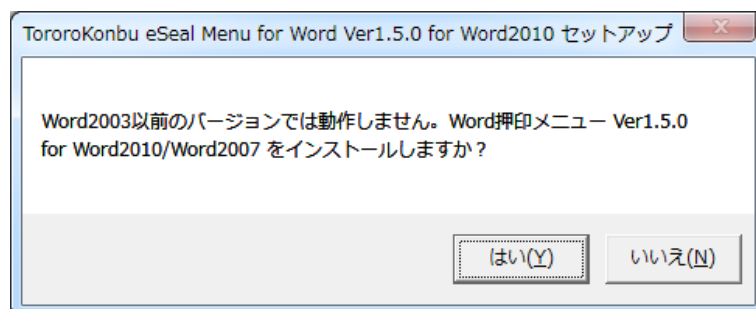 TororoKonbu eSeal Menu for Word Ver1.5.0 for Word2010 セットアップ
Word2003以前のバージョンでは動作しません。Word押印メニュー Ver1.5.0
for Word2010/Word2007 をインストールしますか？
はい(Y) いいえ(N)